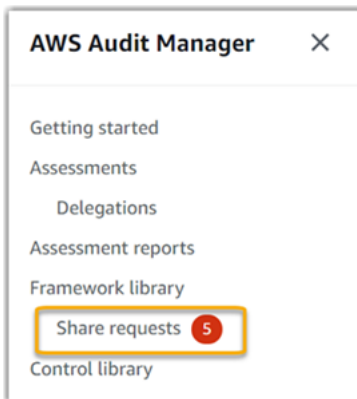 AWS Audit Manager
Getting started
Assessments
Delegations
Assessment reports
Framework library
Share requests 5
Control library